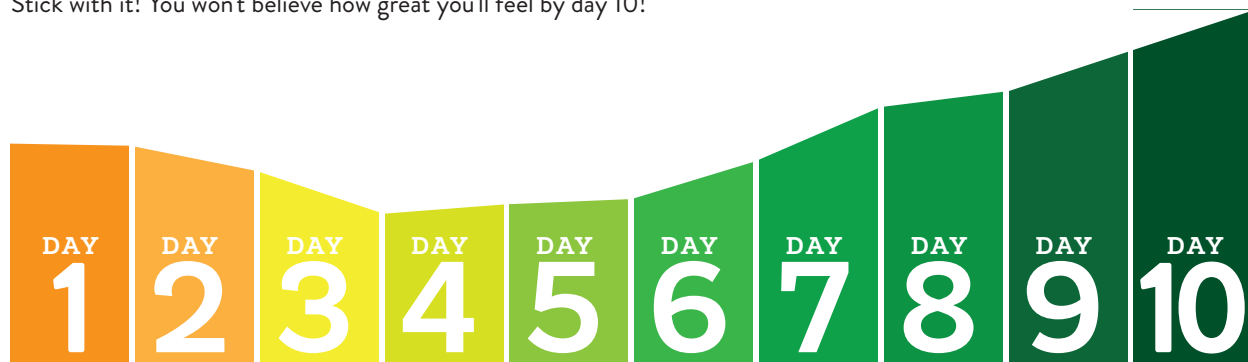 Stick with it! You won't believe how great you'll feel by day 10!
DAY DAY DAY DAY DAY DAY DAY DAY DAY DAY
1 2 3 4 5 6 7 8 9 10